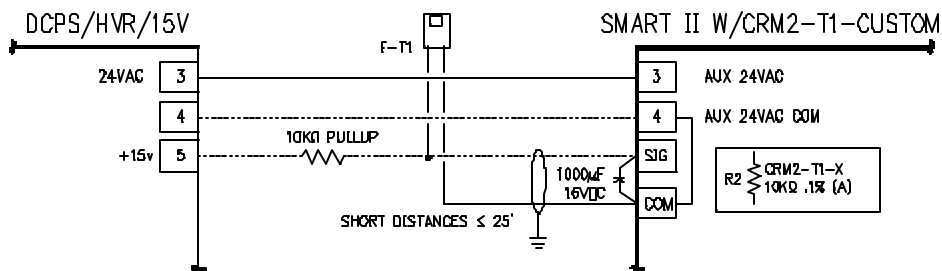 DCPS/HVR/15V
SMART II W/CRM2-T1-CUSTOM
F-T1
24VAC 3
3 AUX 24VAC
4
4 AUX 24VAC COM
10KΩ PULLUP
+15v 5
SIG
1000µF
16VDC
COM
R2
CRM2-T1-X
10KΩ .1% (A)
SHORT DISTANCES ≤ 25'